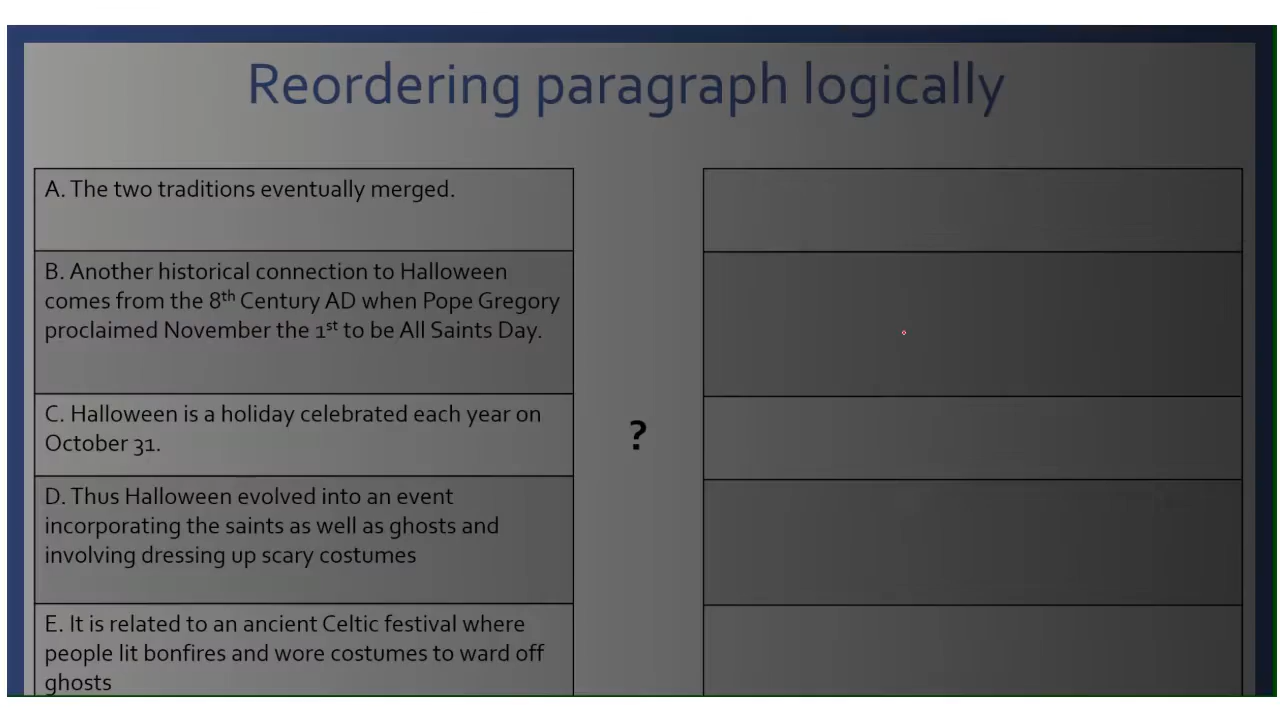 Reordering paragraph logically
A. The two traditions eventually merged.
B. Another historical connection to Halloween
comes from the 8th Century AD when Pope Gregory
proclaimed November the 1st to be All Saints Day.
C. Halloween is a holiday celebrated each year on
October 31.
?
D. Thus Halloween evolved into an event
incorporating the saints as well as ghosts and
involving dressing up scary costumes
E. It is related to an ancient Celtic festival where
people lit bonfires and wore costumes to ward off
ghosts